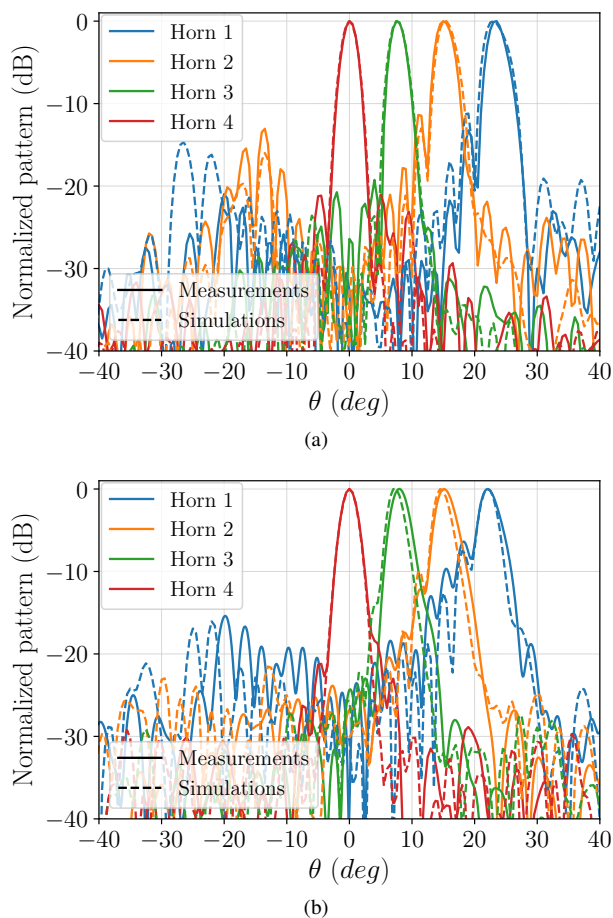 0
−10
−20
−30
−40
Normalized pattern (dB)
Horn 1
Horn 2
Horn 3
Horn 4
Measurements
Simulations
−40 −30 −20 −10 0 10 20 30 40
θ (deg)
(a)
0
−10
−20
−30
−40
Normalized pattern (dB)
Horn 1
Horn 2
Horn 3
Horn 4
Measurements
Simulations
−40 −30 −20 −10 0 10 20 30 40
θ (deg)
(b)